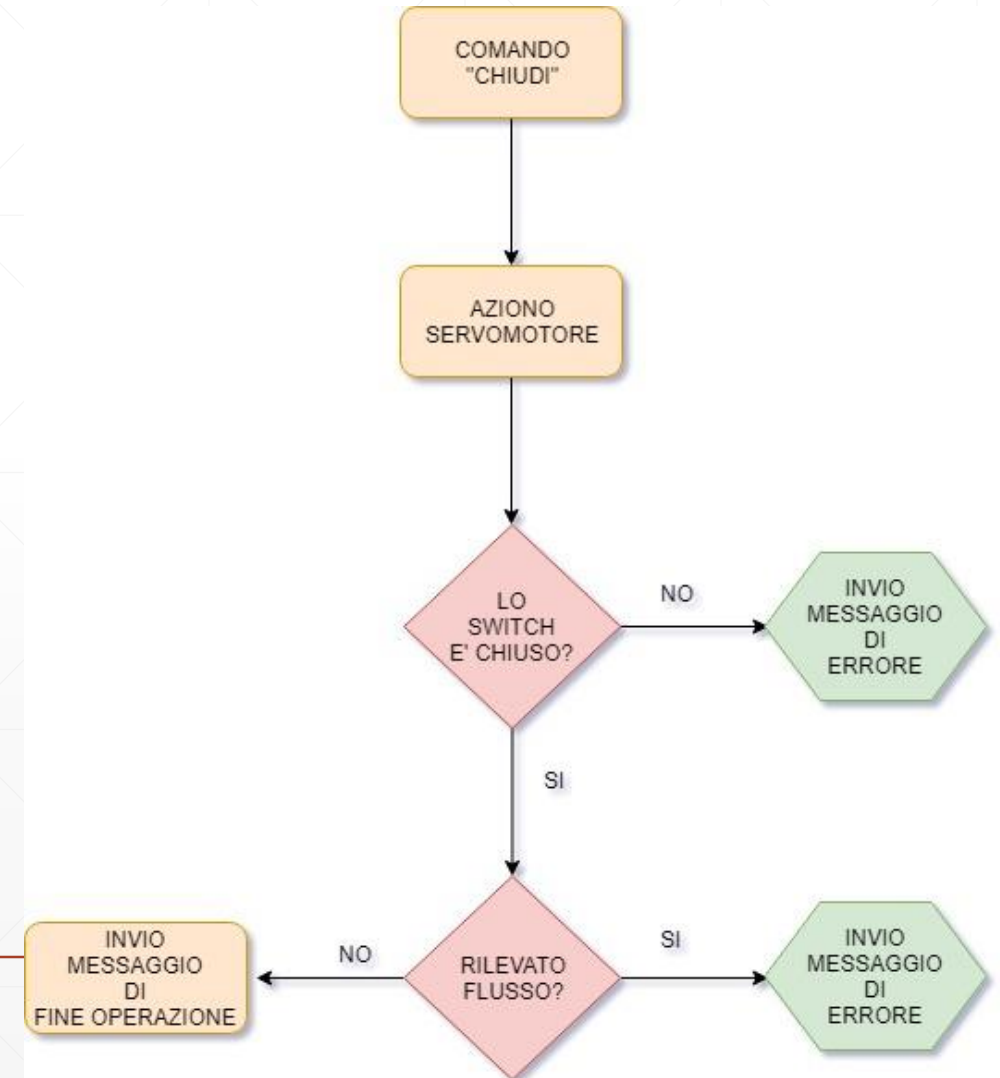 COMANDO
"CHIUDI"
AZIONO
SERVOMOTORE
LO
SWITCH
E' CHIUSO?
NO
INVIO
MESSAGGIO
DI
ERRORE
SI
RILEVATO
FLUSSO?
NO
INVIO
MESSAGGIO
DI
FINE OPERAZIONE
SI
INVIO
MESSAGGIO
DI
ERRORE